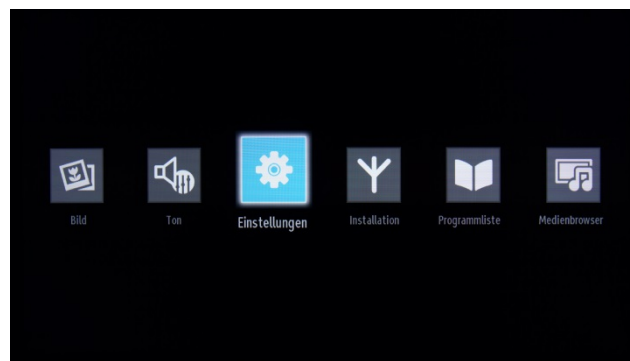 Bild
Ton
Einstellungen
Installation
Programmliste
Medienbrowser